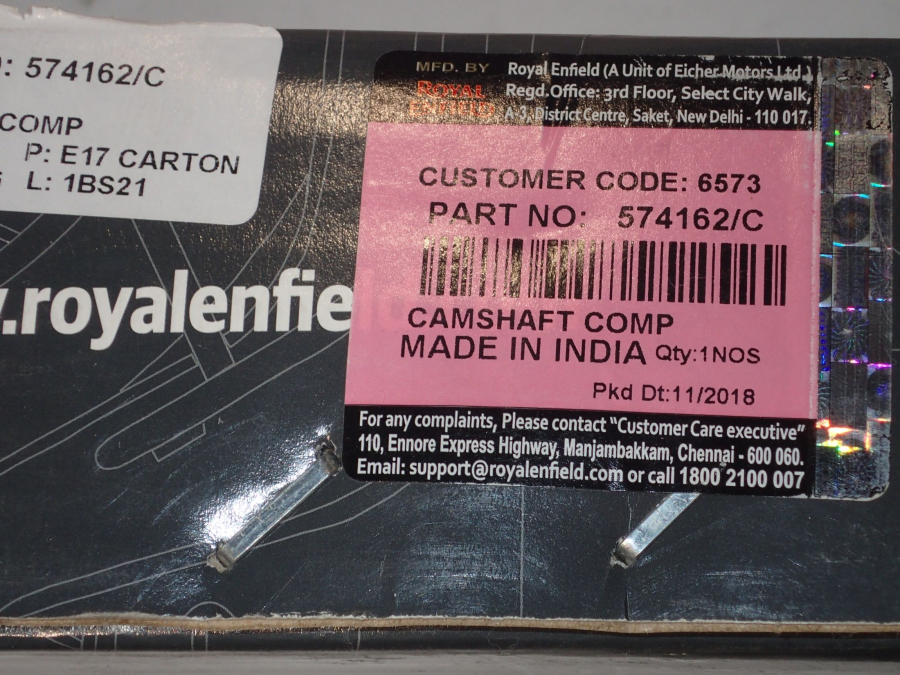 : 574162/C
COMP
P: E17 CARTON
L: 1BS21
.royalenfie
MFD. BY
ROYAL
ENFIELD
Royal Enfield (A Unit of Eicher Motors Ltd.)
Regd.Office: 3rd Floor, Select City Walk,
A-3, District Centre, Saket, New Delhi - 110 017.
CUSTOMER CODE: 6573
PART NO: 574162/C
CAMSHAFT COMP
MADE IN INDIA Qty:1NOS
Pkd Dt:11/2018
For any complaints, Please contact "Customer Care executive"
110, Ennore Express Highway, Manjambakkam, Chennai - 600 060.
Email: support@royalenfield.com or call 1800 2100 007